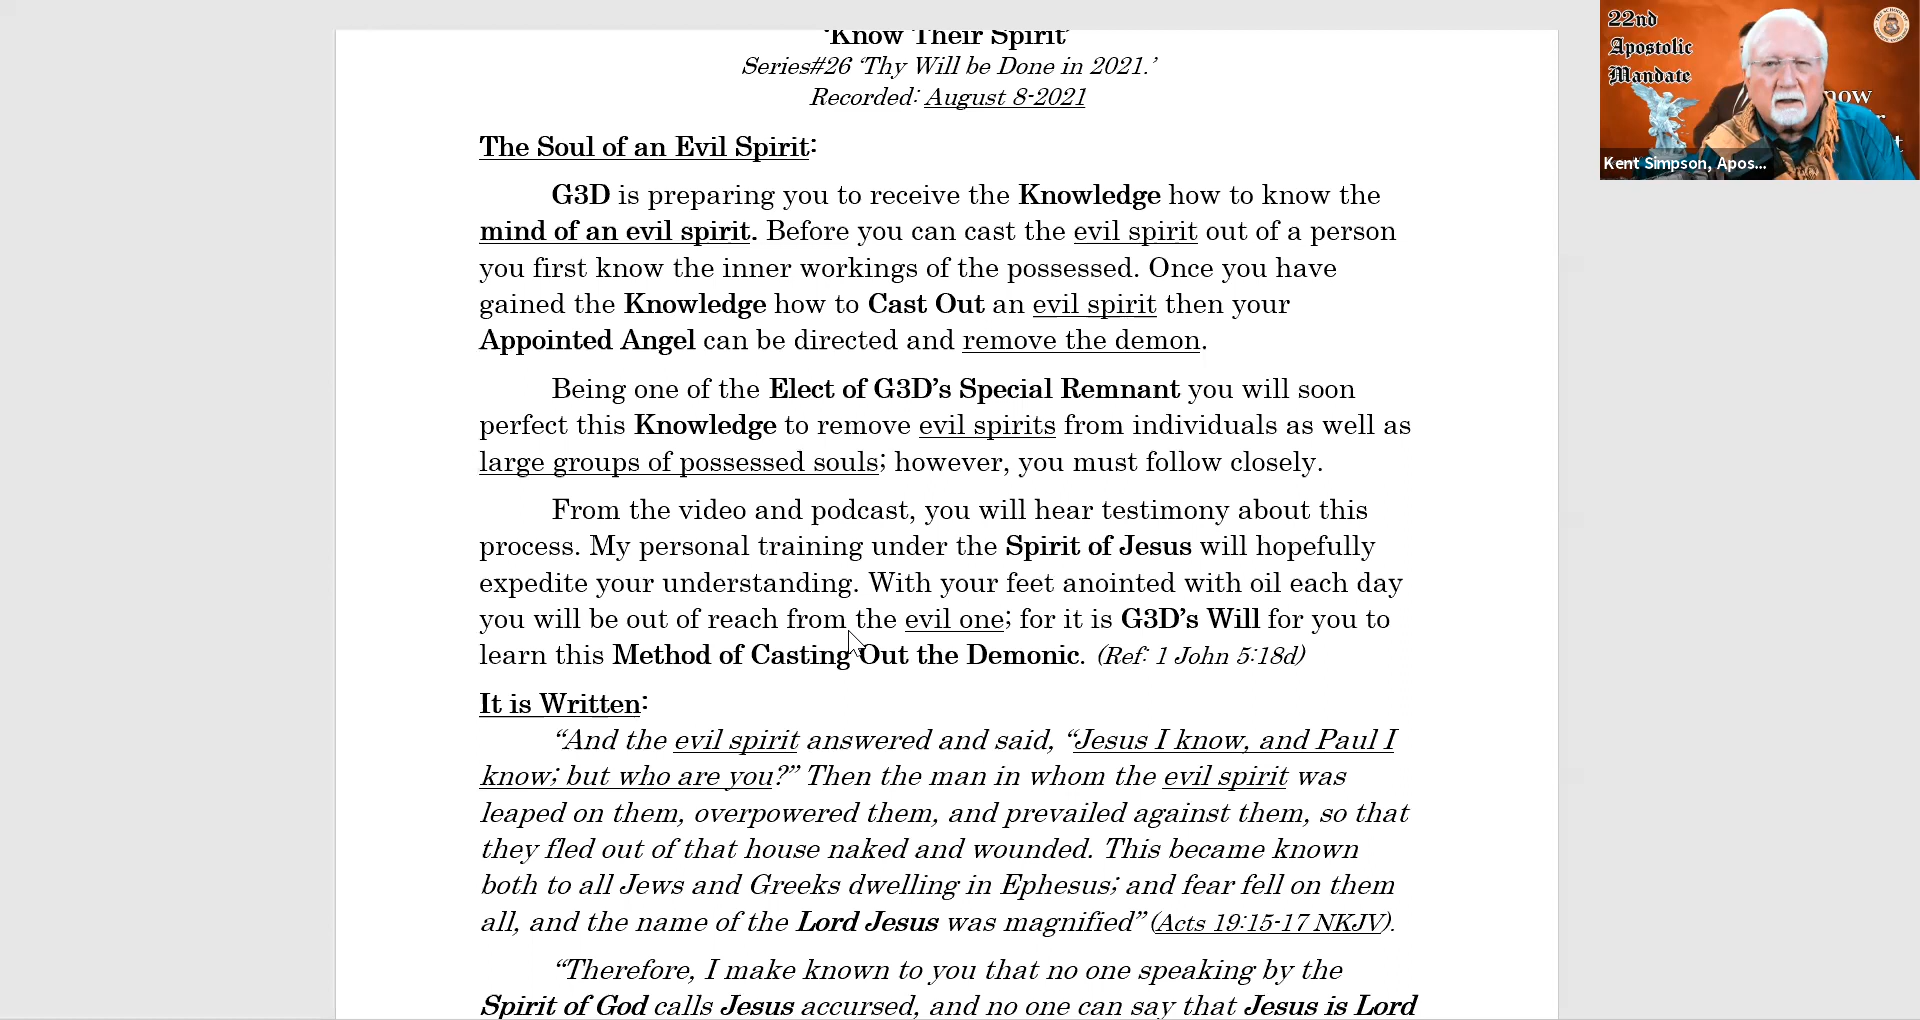 'Know Their Spirit'
Series#26 'Thy Will be Done in 2021.'
Recorded: August 8-2021
The Soul of an Evil Spirit:
G3D is preparing you to receive the Knowledge how to know the
mind of an evil spirit. Before you can cast the evil spirit out of a person
you first know the inner workings of the possessed. Once you have
gained the Knowledge how to Cast Out an evil spirit then your
Appointed Angel can be directed and remove the demon.
Being one of the Elect of G3D's Special Remnant you will soon
perfect this Knowledge to remove evil spirits from individuals as well as
large groups of possessed souls; however, you must follow closely.
From the video and podcast, you will hear testimony about this
process. My personal training under the Spirit of Jesus will hopefully
expedite your understanding. With your feet anointed with oil each day
you will be out of reach from the evil one; for it is G3D's Will for you to
learn this Method of Casting Out the Demonic. (Ref: 1 John 5:18d)
It is Written:
"And the evil spirit answered and said, "Jesus I know, and Paul I
know; but who are you?" Then the man in whom the evil spirit was
leaped on them, overpowered them, and prevailed against them, so that
they fled out of that house naked and wounded. This became known
both to all Jews and Greeks dwelling in Ephesus; and fear fell on them
all, and the name of the Lord Jesus was magnified" (Acts 19:15-17 NKJV).
"Therefore, I make known to you that no one speaking by the
Spirit of God calls Jesus accursed, and no one can say that Jesus is Lord
22nd
Apostolic
Mandate
now
r
t
Kent Simpson, Apos...